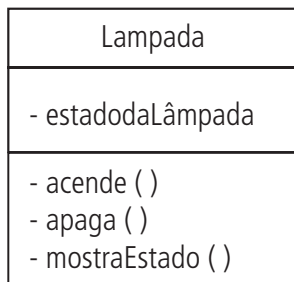 Lampada
- estadodaLâmpada
- acende ( )
- apaga ( )
- mostraEstado ( )